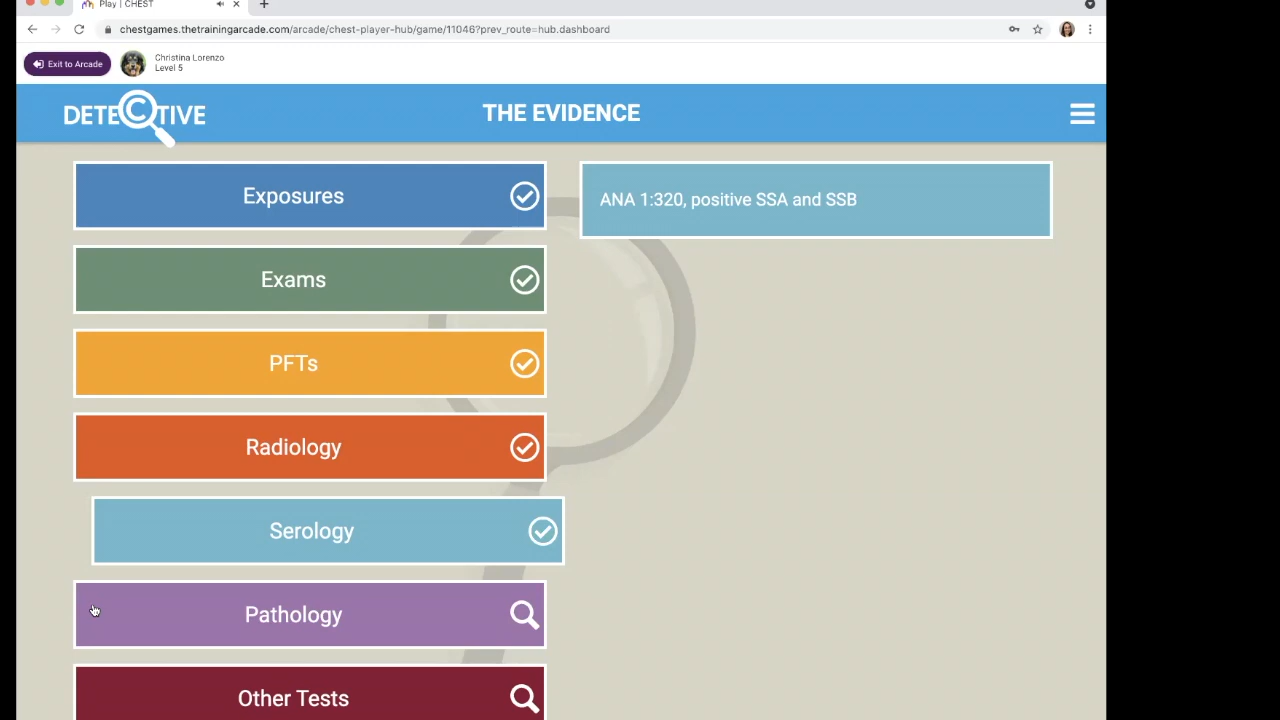 Play | CHEST
chestgames.thetrainingarcade.com/arcade/chest-player-hub/game/11046?prev_route=hub.dashboard
Exit to Arcade
Christina Lorenzo
Level 5
DETECTIVE
THE EVIDENCE
Exposures
ANA 1:320, positive SSA and SSB
Exams
PFTs
Radiology
Serology
Pathology
Other Tests